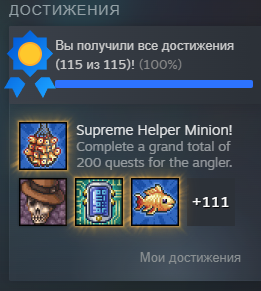 ДОСТИЖЕНИЯ
Вы получили все достижения
(115 из 115)! (100%)
Supreme Helper Minion!
Complete a grand total of
200 quests for the angler.
+111
Мои достижения